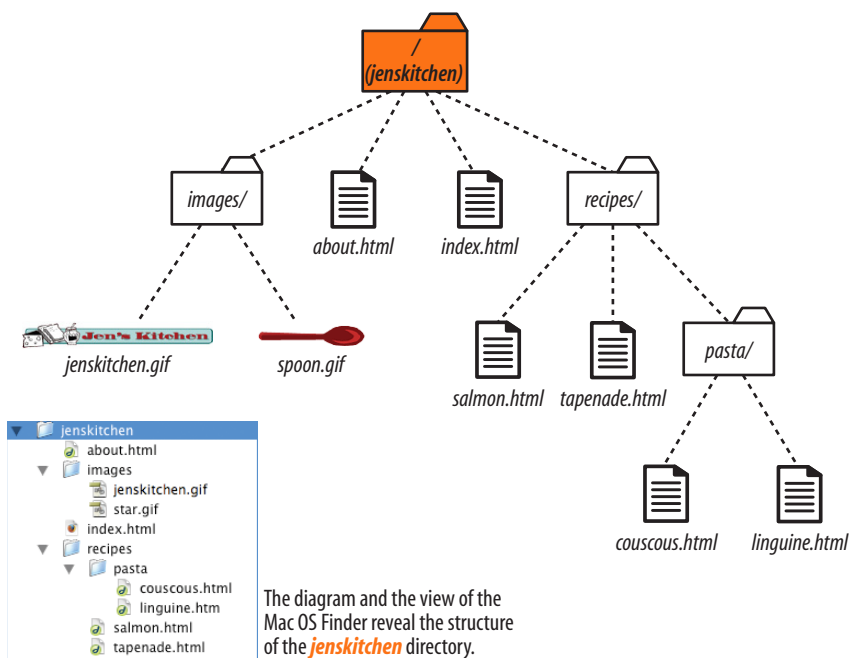 /
(jenskitchen)
images/
about.html
index.html
recipes/
Jen's Kitchen
jenskitchen.gif
spoon.gif
salmon.html
tapenade.html
pasta/
couscous.html
linguine.html
jenskitchen
about.html
images
jenskitchen.gif
star.gif
index.html
recipes
pasta
couscous.html
linguine.htm
salmon.html
tapenade.html
The diagram and the view of the
Mac OS Finder reveal the structure
of the jenskitchen directory.